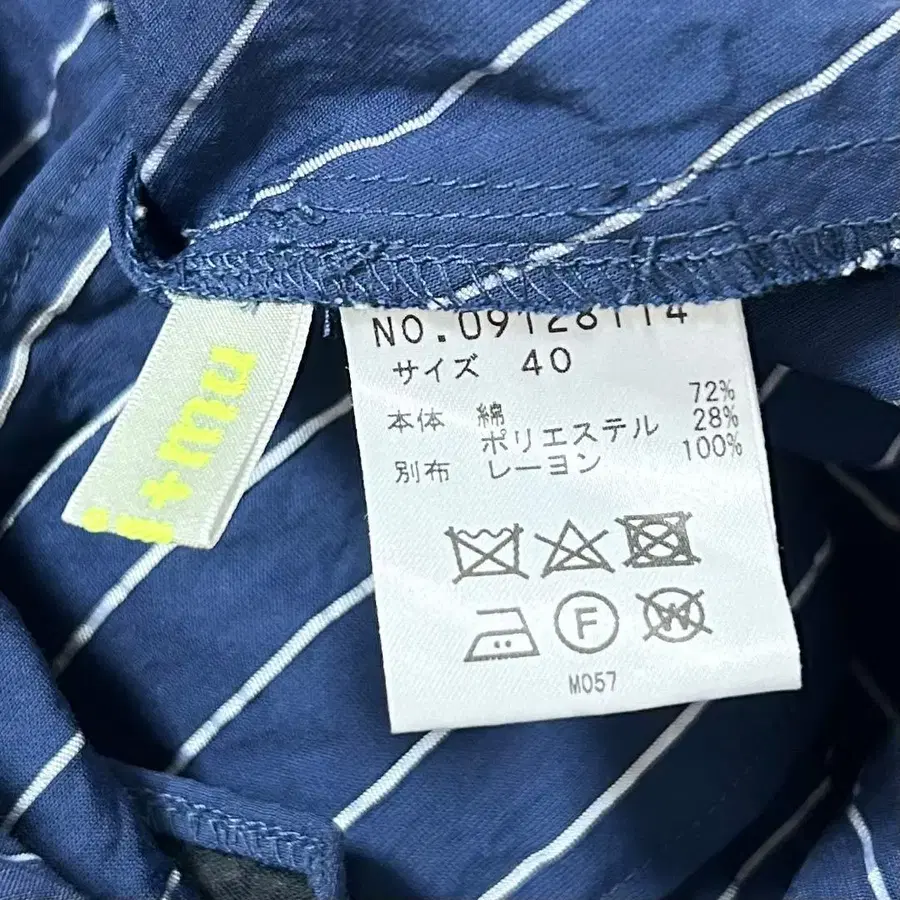 NO.09128114
サイズ 40
本体 綿 72%
ポリエステル 28%
別布 レーヨン 100%
F
W
M057